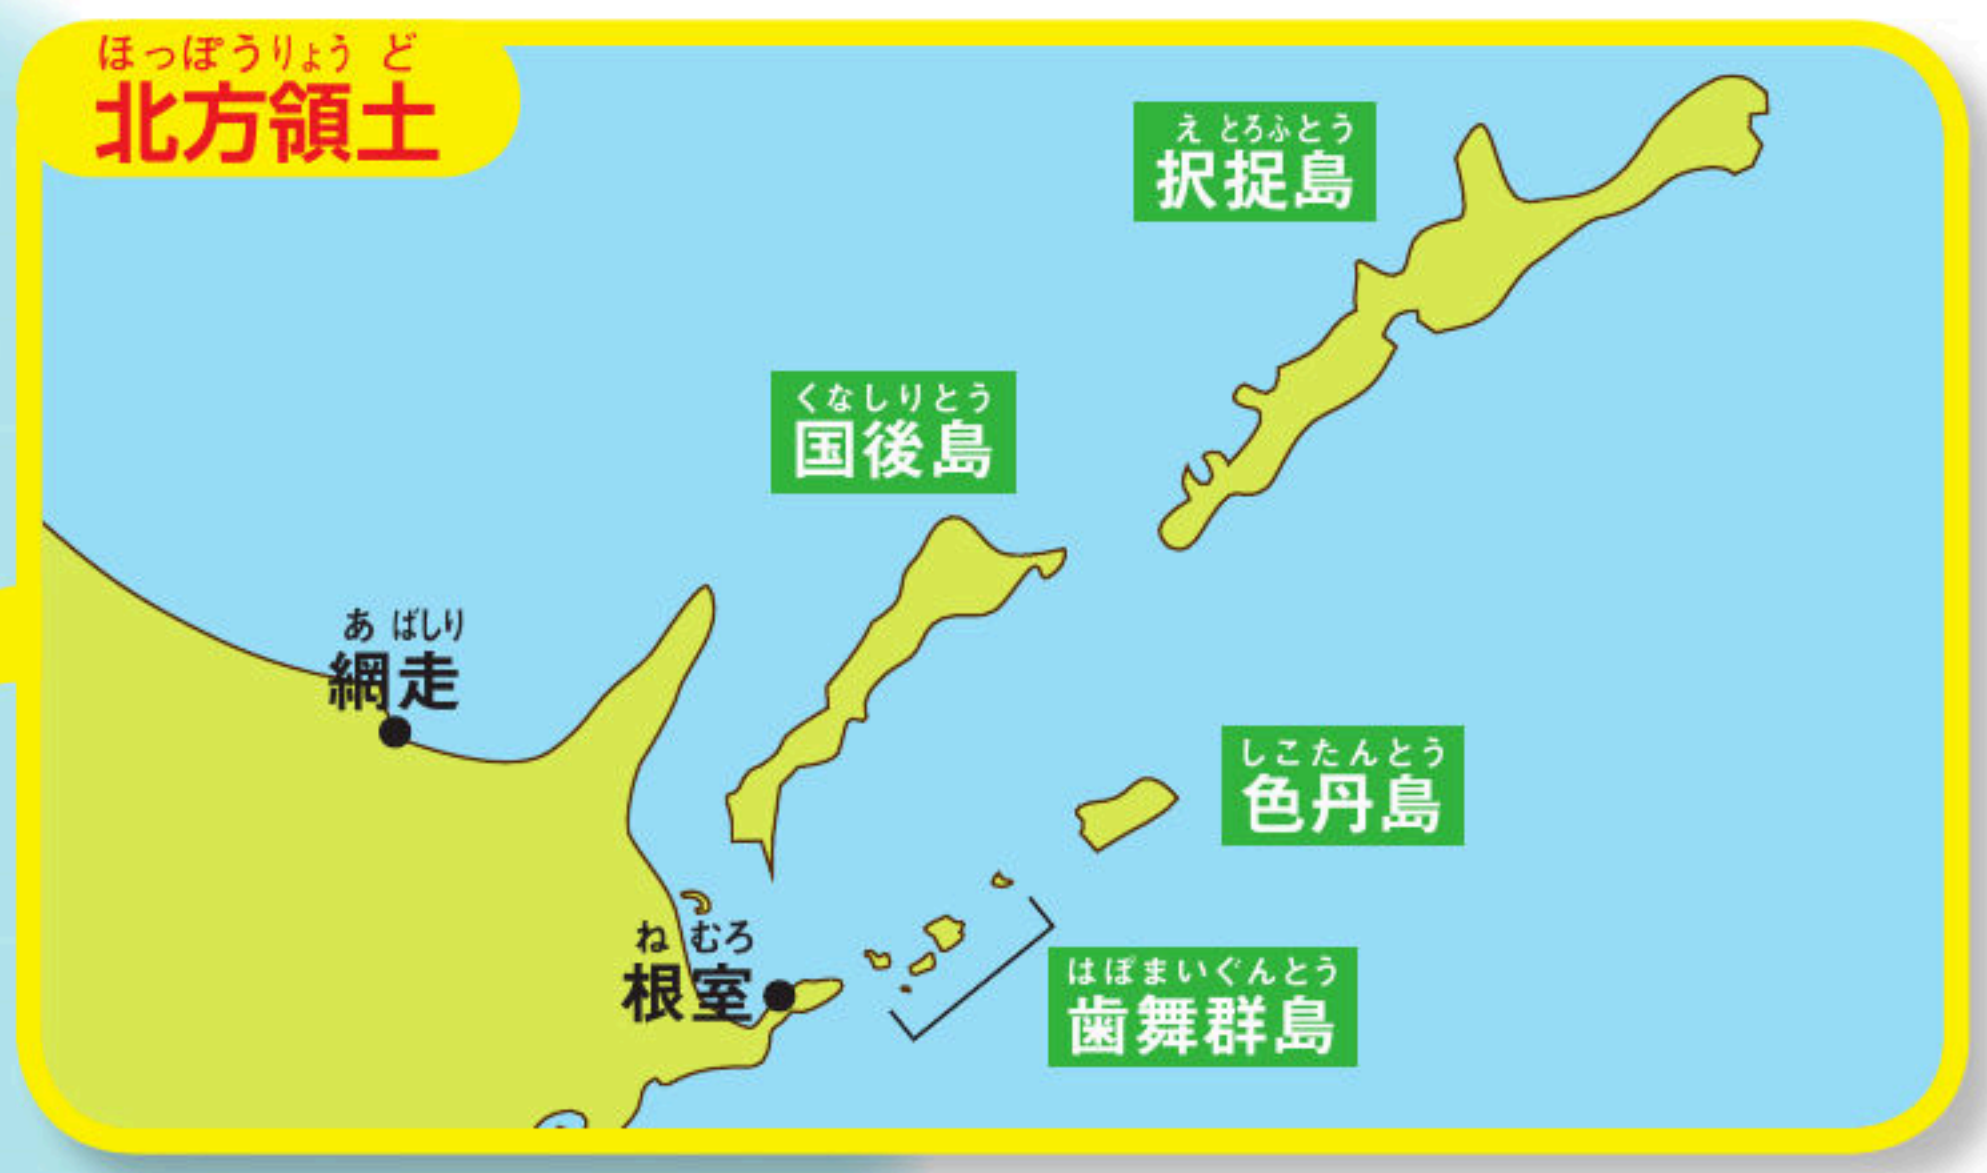 ほっぽうりょうど
北方領土
えとろふとう
択捉島
くなしりとう
国後島
あばしり
網走
しこたんとう
色丹島
ねむろ
根室
はぼまいぐんとう
歯舞群島